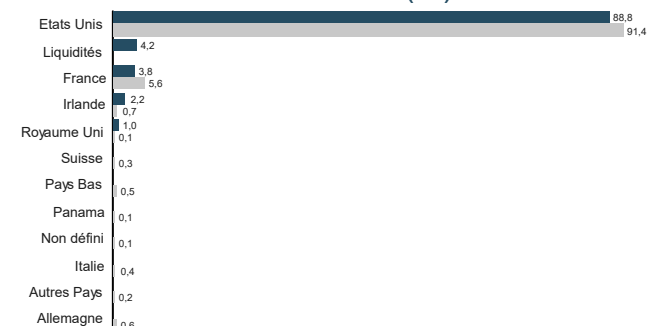 Etats Unis 88,8
91,4
Liquidités 4,2
France 3,8
5,6
Irlande 2,2
0,7
Royaume Uni 1,0
0,1
Suisse 0,3
Pays Bas 0,5
Panama 0,1
Non défini 0,1
Italie 0,4
Autres Pays 0,2
Allemagne 0,6